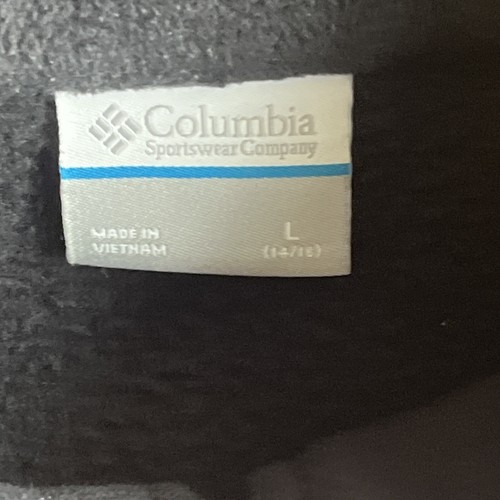 Columbia
Sportswear Company
MADE IN
VIETNAM
L
(14/16)